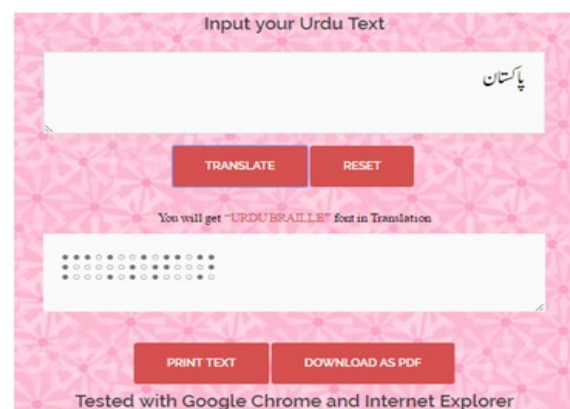 Input your Urdu Text
پاکستان
TRANSLATE RESET
You will get "URDU BRAILLE" font in Translation
⠏⠁⠅⠎⠞⠁⠝
PRINT TEXT DOWNLOAD AS PDF
Tested with Google Chrome and Internet Explorer